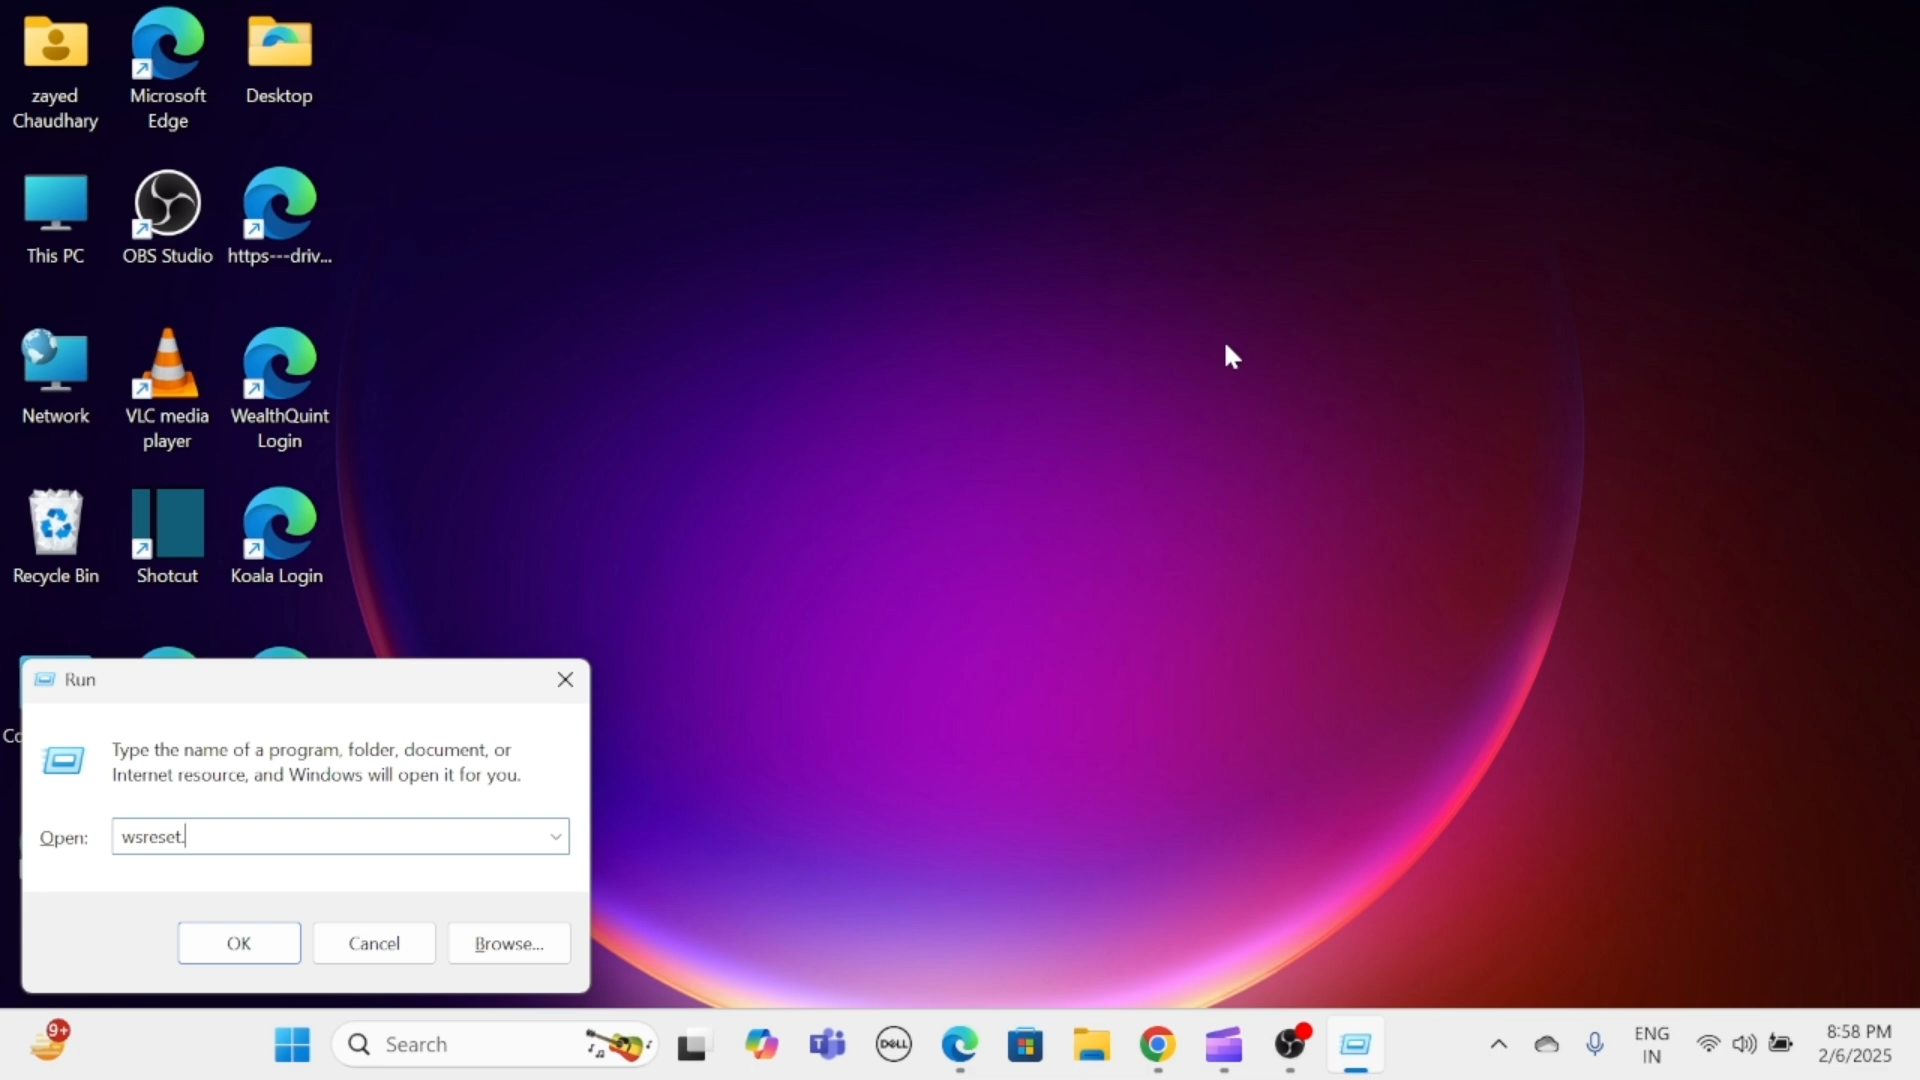 zayed
Chaudhary
Microsoft
Edge
Desktop
This PC
OBS Studio
https---driv...
Network
VLC media
player
WealthQuint
Login
Recycle Bin
Shotcut
Koala Login
Run
Type the name of a program, folder, document, or
Internet resource, and Windows will open it for you.
Open:
wsreset.
OK
Cancel
Browse...
9+
Search
DELL
ENG
IN
8:58 PM
2/6/2025